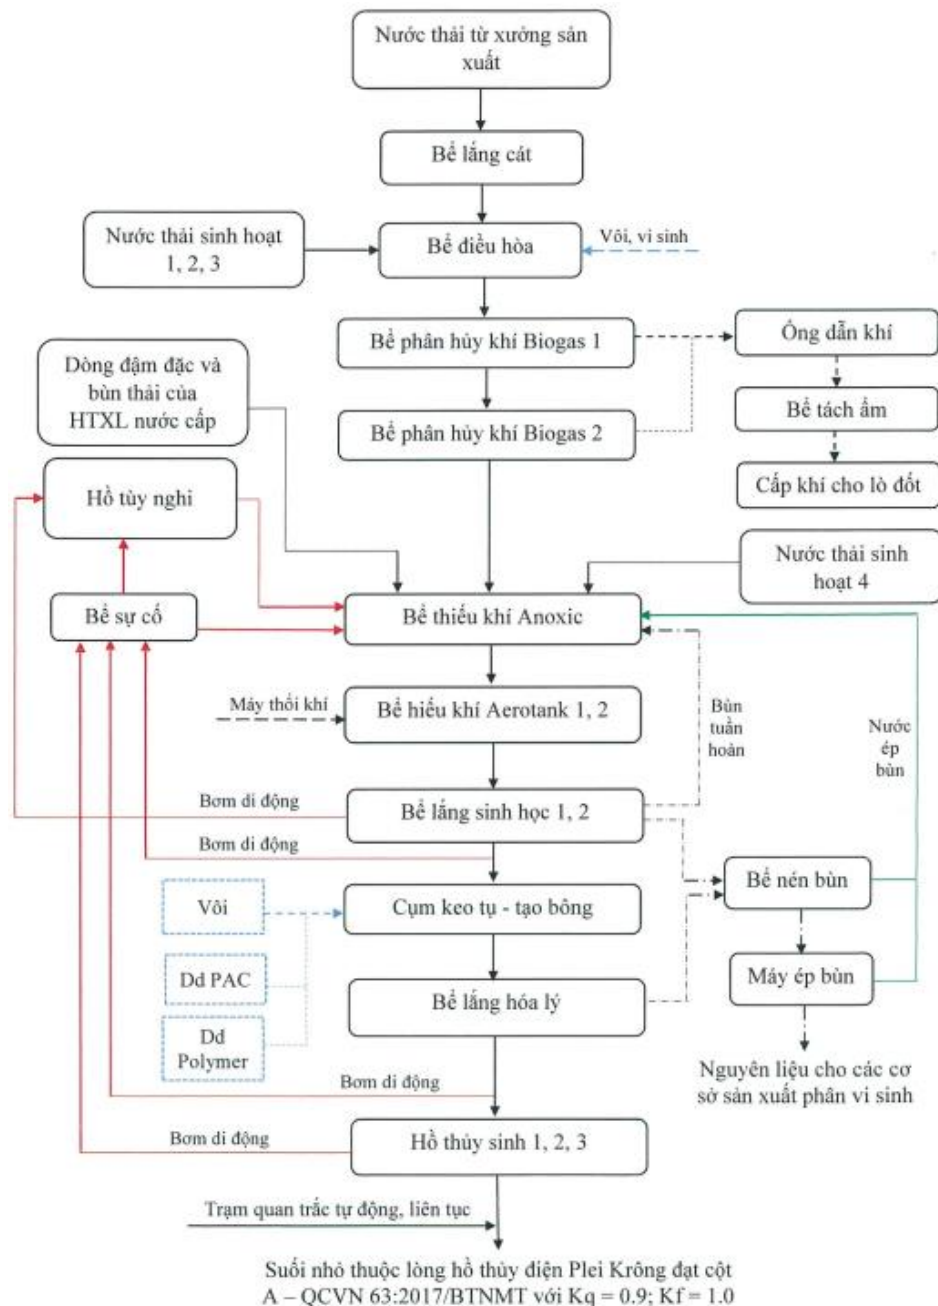 Nước thải từ xưởng sản
xuất
Bể lắng cát
Nước thải sinh hoạt
1, 2, 3
Bể điều hòa
Vôi, vi sinh
Bể phân hủy khí Biogas 1
Ống dẫn khí
Dòng đậm đặc và
bùn thải của
HTXL nước cấp
Bể tách ẩm
Bể phân hủy khí Biogas 2
Hồ tùy nghi
Cấp khí cho lò đốt
Nước thải sinh
hoạt 4
Bể sự cố
Bể thiếu khí Anoxic
Máy thổi khí
Bể hiếu khí Aerotank 1, 2
Bùn
tuần
hoàn
Nước
ép
bùn
Bơm di động
Bể lắng sinh học 1, 2
Bơm di động
Bể nén bùn
Vôi
Cụm keo tụ - tạo bông
Dd PAC
Máy ép bùn
Bể lắng hóa lý
Dd
Polymer
Bơm di động
Nguyên liệu cho các cơ
sở sản xuất phân vi sinh
Bơm di động
Hồ thủy sinh 1, 2, 3
Trạm quan trắc tự động, liên tục
Suối nhỏ thuộc lòng hồ thủy điện Plei Krông đạt cột
A – QCVN 63:2017/BTNMT với Kq = 0.9; Kf = 1.0